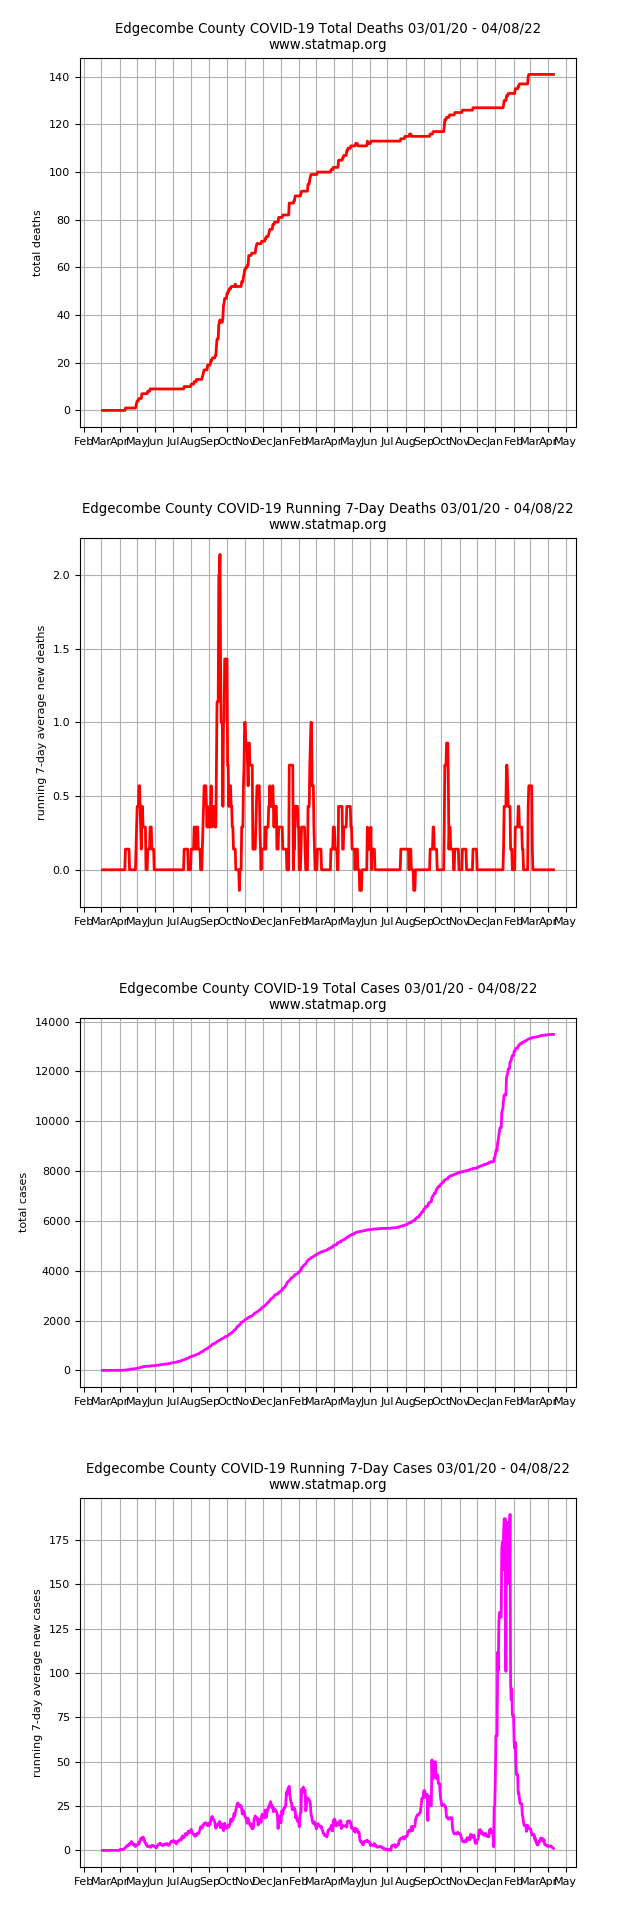 Edgecombe County COVID-19 Total Deaths 03/01/20 - 04/08/22
www.statmap.org
140
120
100
80
60
40
20
0
total deaths
Feb Mar Apr May Jun Jul Aug Sep Oct Nov Dec Jan Feb Mar Apr May Jun Jul Aug Sep Oct Nov Dec Jan Feb Mar Apr May
Edgecombe County COVID-19 Running 7-Day Deaths 03/01/20 - 04/08/22
www.statmap.org
2.0
1.5
1.0
0.5
0.0
running 7-day average new deaths
Feb Mar Apr May Jun Jul Aug Sep Oct Nov Dec Jan Feb Mar Apr May Jun Jul Aug Sep Oct Nov Dec Jan Feb Mar Apr May
Edgecombe County COVID-19 Total Cases 03/01/20 - 04/08/22
www.statmap.org
14000
12000
10000
8000
6000
4000
2000
0
total cases
Feb Mar Apr May Jun Jul Aug Sep Oct Nov Dec Jan Feb Mar Apr May Jun Jul Aug Sep Oct Nov Dec Jan Feb Mar Apr May
Edgecombe County COVID-19 Running 7-Day Cases 03/01/20 - 04/08/22
www.statmap.org
175
150
125
100
75
50
25
0
running 7-day average new cases
Feb Mar Apr May Jun Jul Aug Sep Oct Nov Dec Jan Feb Mar Apr May Jun Jul Aug Sep Oct Nov Dec Jan Feb Mar Apr May